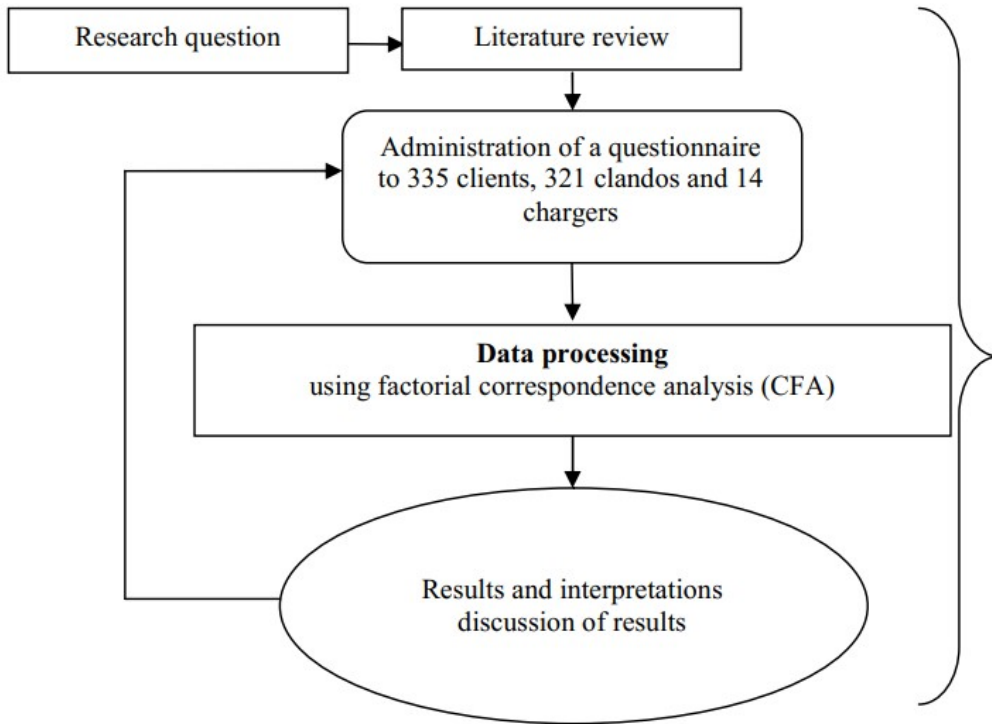 Research question
Literature review
Administration of a questionnaire
to 335 clients, 321 clandos and 14
chargers
Data processing
using factorial correspondence analysis (CFA)
Results and interpretations
discussion of results